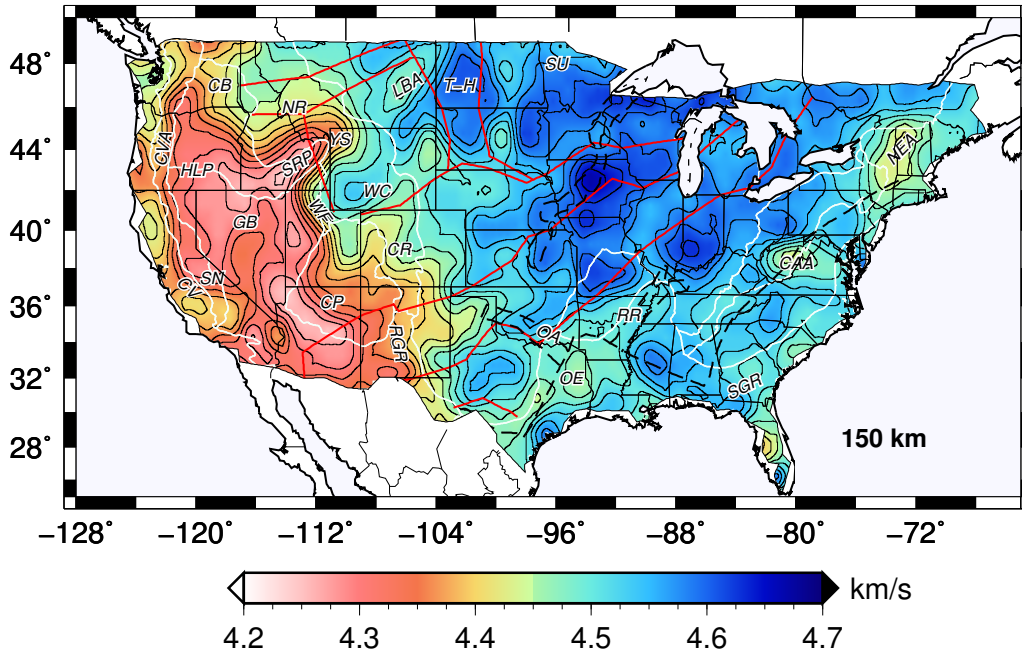 48˚
44˚
40˚
36˚
32˚
28˚
SU
CB
LBA
T−H
NR
CVA
YS
NEA
HLP
SRP
WC
WF
GB
CR
CAA
SN
CV
CP
RR
RGR
OA
OE
SGR
150 km
−128˚ −120˚ −112˚ −104˚ −96˚ −88˚ −80˚ −72˚
km/s
4.2 4.3 4.4 4.5 4.6 4.7